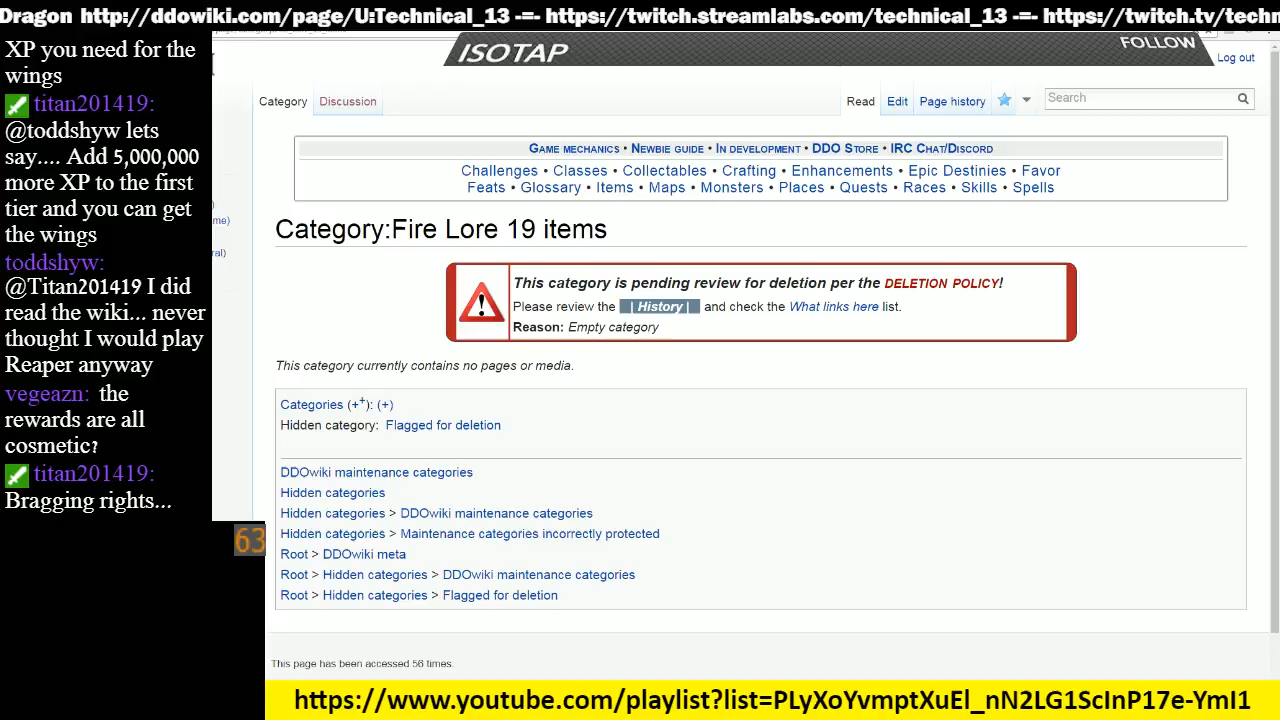 Dragon http://ddowiki.com/page/U:Technical_13 -=- https://twitch.streamlabs.com/technical_13 -=- https://twitch.tv/techn
XP you need for the
wings
titan201419:
@toddshyw lets
say.... Add 5,000,000
more XP to the first
tier and you can get
the wings
toddshyw:
@Titan201419 I did
read the wiki... never
thought I would play
Reaper anyway
vegeazn: the
rewards are all
cosmetic?
titan201419:
Bragging rights...
ISOTAP
FOLLOW
Log out
Category Discussion
Read Edit Page history
Search
me)
ral)
Game mechanics • Newbie guide • In development • DDO Store • IRC Chat/Discord
Challenges • Classes • Collectables • Crafting • Enhancements • Epic Destinies • Favor
Feats • Glossary • Items • Maps • Monsters • Places • Quests • Races • Skills • Spells
Category:Fire Lore 19 items
This category is pending review for deletion per the DELETION POLICY!
Please review the | History | and check the What links here list.
Reason: Empty category
This category currently contains no pages or media.
Categories (+⁺): (+)
Hidden category: Flagged for deletion
DDOwiki maintenance categories
Hidden categories
Hidden categories > DDOwiki maintenance categories
Hidden categories > Maintenance categories incorrectly protected
Root > DDOwiki meta
Root > Hidden categories > DDOwiki maintenance categories
Root > Hidden categories > Flagged for deletion
63
This page has been accessed 56 times.
https://www.youtube.com/playlist?list=PLyXoYvmptXuEl_nN2LG1ScInP17e-YmI1